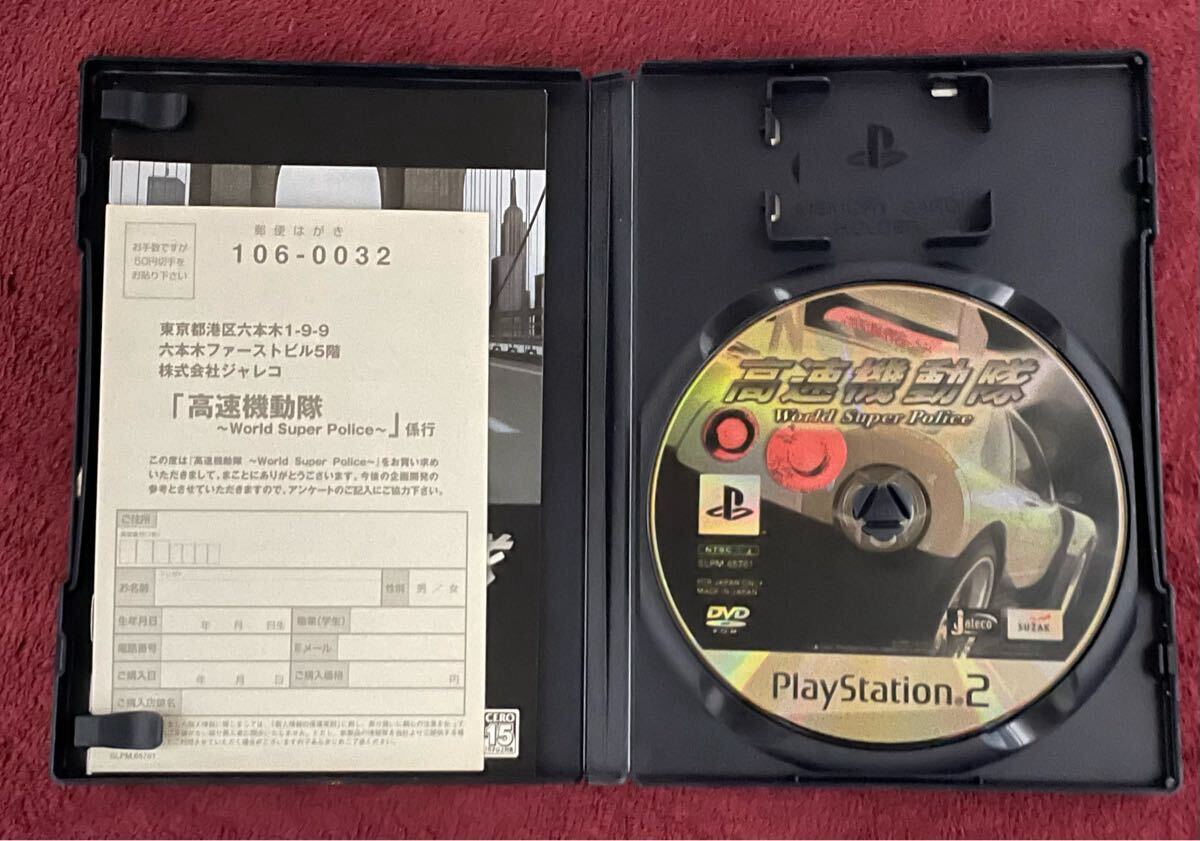 お手数ですが
50円切手を
お貼り下さい
郵便はがき
106-0032
東京都港区六本木1-9-9
六本木ファーストビル5階
株式会社ジャレコ
「高速機動隊
～World Super Police～」係行
この度は『高速機動隊 ～World Super Police～』をお買い求め
いただきまして、まことにありがとうございます。今後の企画開発の
参考とさせていただきますので、アンケートのご記入にご協力下さい。
ご住所
お名前
性別
男 / 女
生年月日
年 月 日生
職業(学生)
電話番号
Eメール
ご購入日
年 月 日
ご購入価格
円
ご購入店舗名
SLPM 65761
CERO
15
高速機動隊
World Super Police
NTSC J
SLPM 65761
FOR JAPAN ONLY
MADE IN JAPAN
DVD
jaleco
SUZAK
PlayStation 2